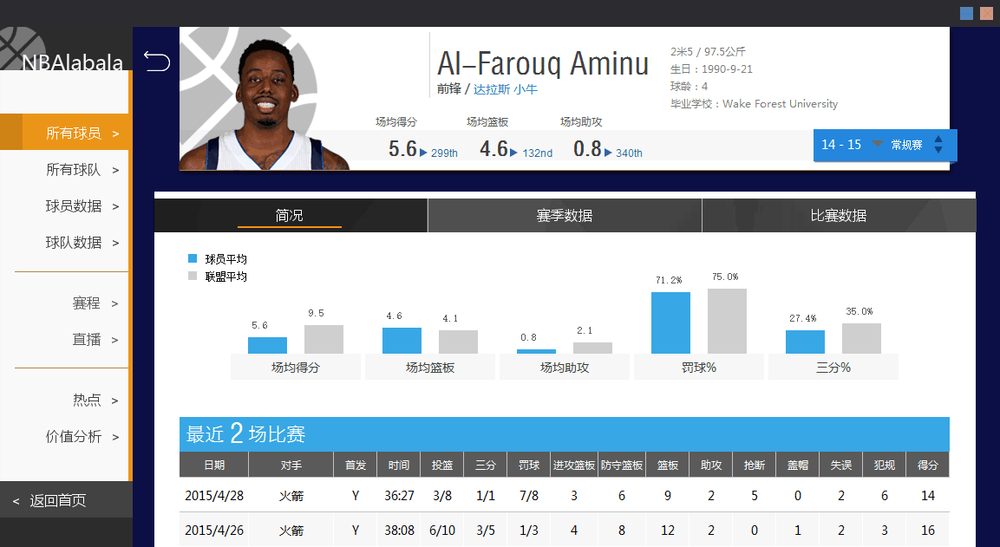 NBAlabala
所有球员 >
所有球队 >
球员数据 >
球队数据 >
赛程 >
直播 >
热点 >
价值分析 >
< 返回首页
Al-Farouq Aminu
前锋 / 达拉斯 小牛
2米5 / 97.5公斤
生日：1990-9-21
球龄：4
毕业学校：Wake Forest University
场均得分 场均篮板 场均助攻
5.6 299th 4.6 132nd 0.8 340th
14 - 15 常规赛
简况 赛季数据 比赛数据
球员平均
联盟平均
5.6 9.5 4.6 4.1 0.8 2.1 71.2% 75.0% 27.4% 35.0%
场均得分 场均篮板 场均助攻 罚球% 三分%
最近 2 场比赛
日期 对手 首发 时间 投篮 三分 罚球 进攻篮板 防守篮板 篮板 助攻 抢断 盖帽 失误 犯规 得分
2015/4/28 火箭 Y 36:27 3/8 1/1 7/8 3 6 9 2 5 0 2 6 14
2015/4/26 火箭 Y 38:08 6/10 3/5 1/3 4 8 12 2 0 1 2 3 16